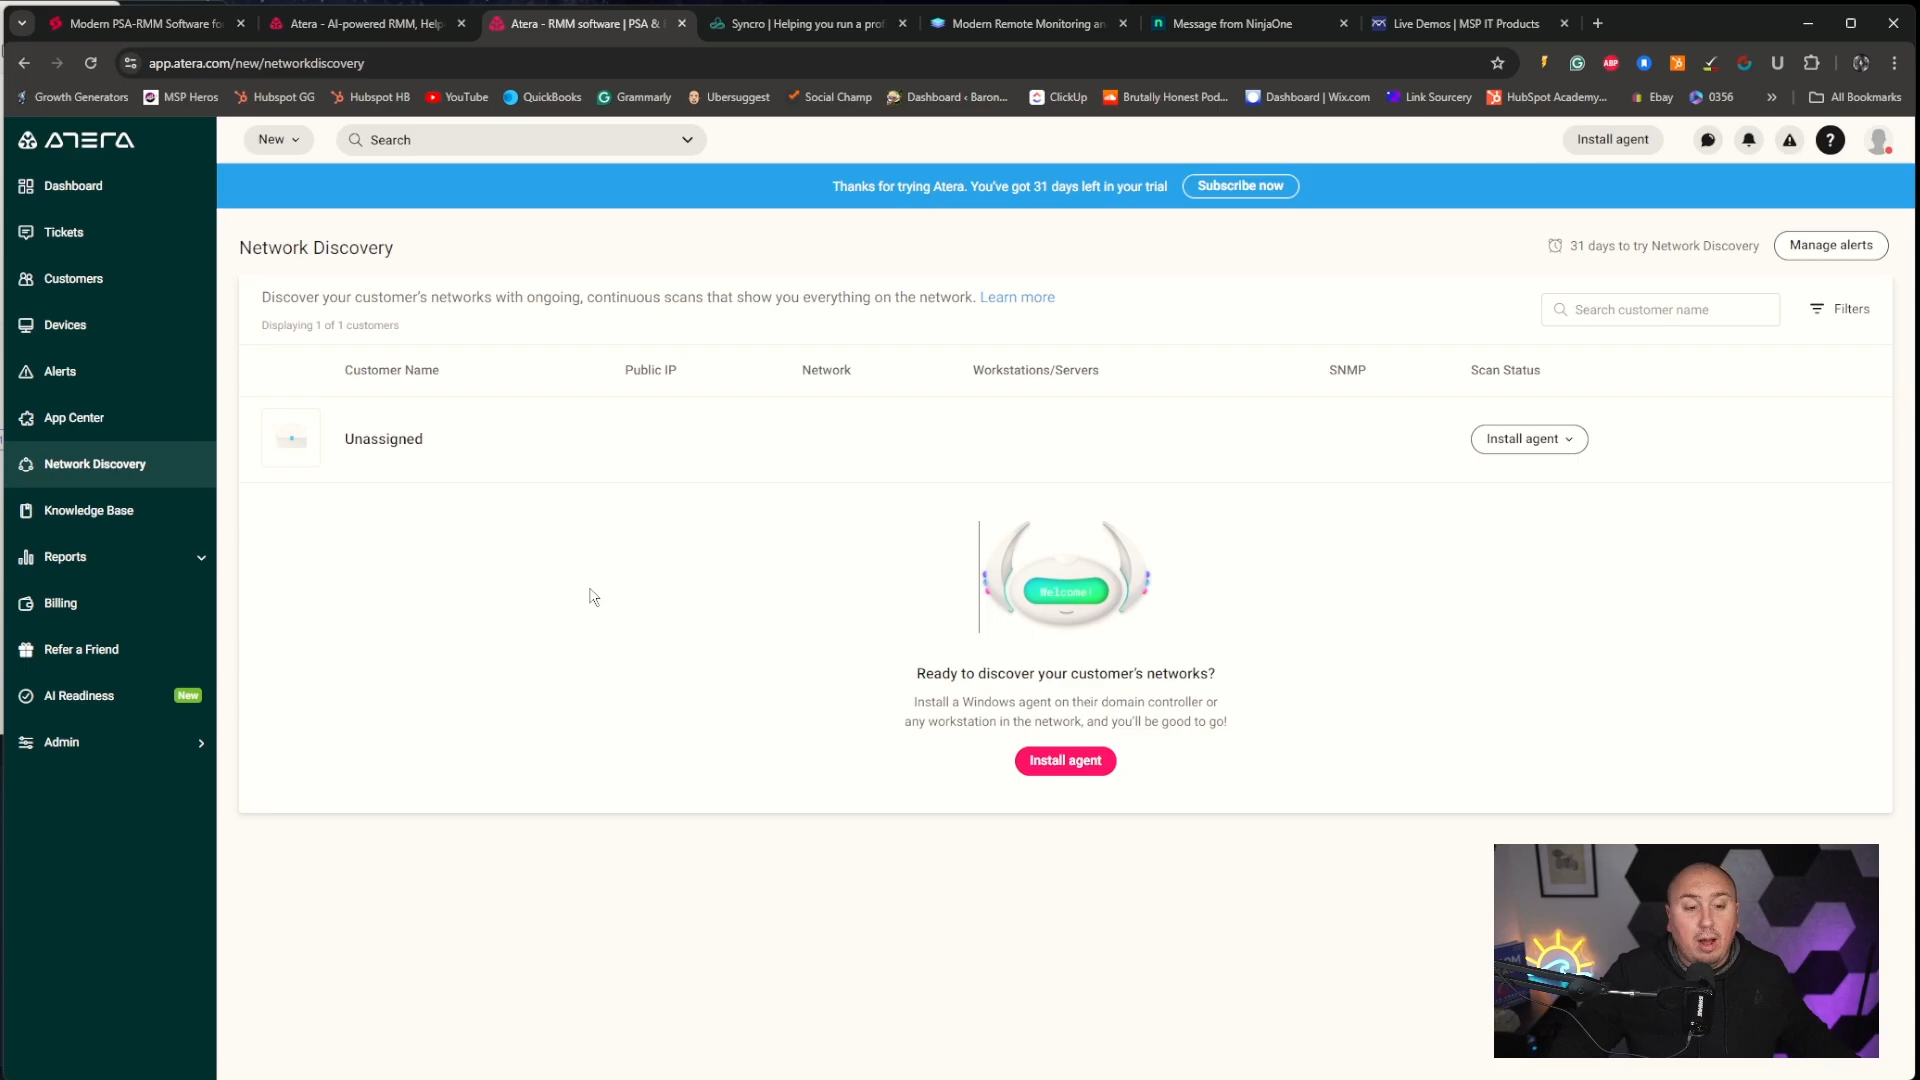 Modern PSA-RMM Software fo
Atera - AI-powered RMM, Help
Atera - RMM software | PSA &
Syncro | Helping you run a prof
Modern Remote Monitoring an
Message from NinjaOne
Live Demos | MSP IT Products
app.atera.com/new/networkdiscovery
Growth Generators
MSP Heros
Hubspot GG
Hubspot HB
YouTube
QuickBooks
Grammarly
Ubersuggest
Social Champ
Dashboard ‹ Baron...
ClickUp
Brutally Honest Pod...
Dashboard | Wix.com
Link Sourcery
HubSpot Academy...
Ebay
0356
All Bookmarks
ATERA
New
Search
Install agent
Thanks for trying Atera. You've got 31 days left in your trial
Subscribe now
Dashboard
Tickets
Customers
Devices
Alerts
App Center
Network Discovery
Knowledge Base
Reports
Billing
Refer a Friend
AI Readiness New
Admin
Network Discovery
31 days to try Network Discovery
Manage alerts
Discover your customer's networks with ongoing, continuous scans that show you everything on the network. Learn more
Displaying 1 of 1 customers
Search customer name
Filters
Customer Name Public IP Network Workstations/Servers SNMP Scan Status
Unassigned
Install agent
Welcome!
Ready to discover your customer's networks?
Install a Windows agent on their domain controller or
any workstation in the network, and you'll be good to go!
Install agent